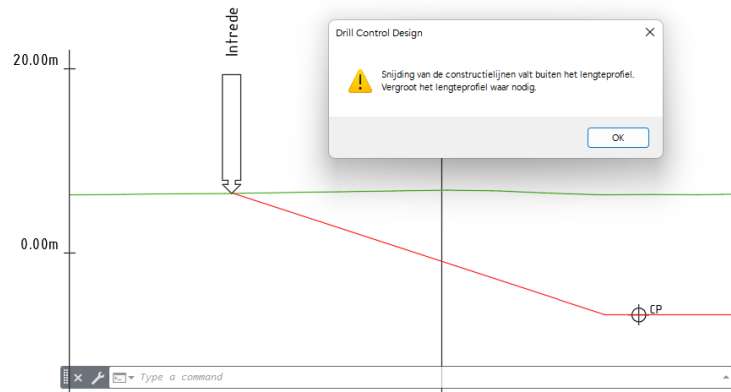 Intrede
20.00m
Drill Control Design
Snijding van de constructielijnen valt buiten het lengteprofiel.
Vergroot het lengteprofiel waar nodig.
OK
0.00m
CP
Type a command